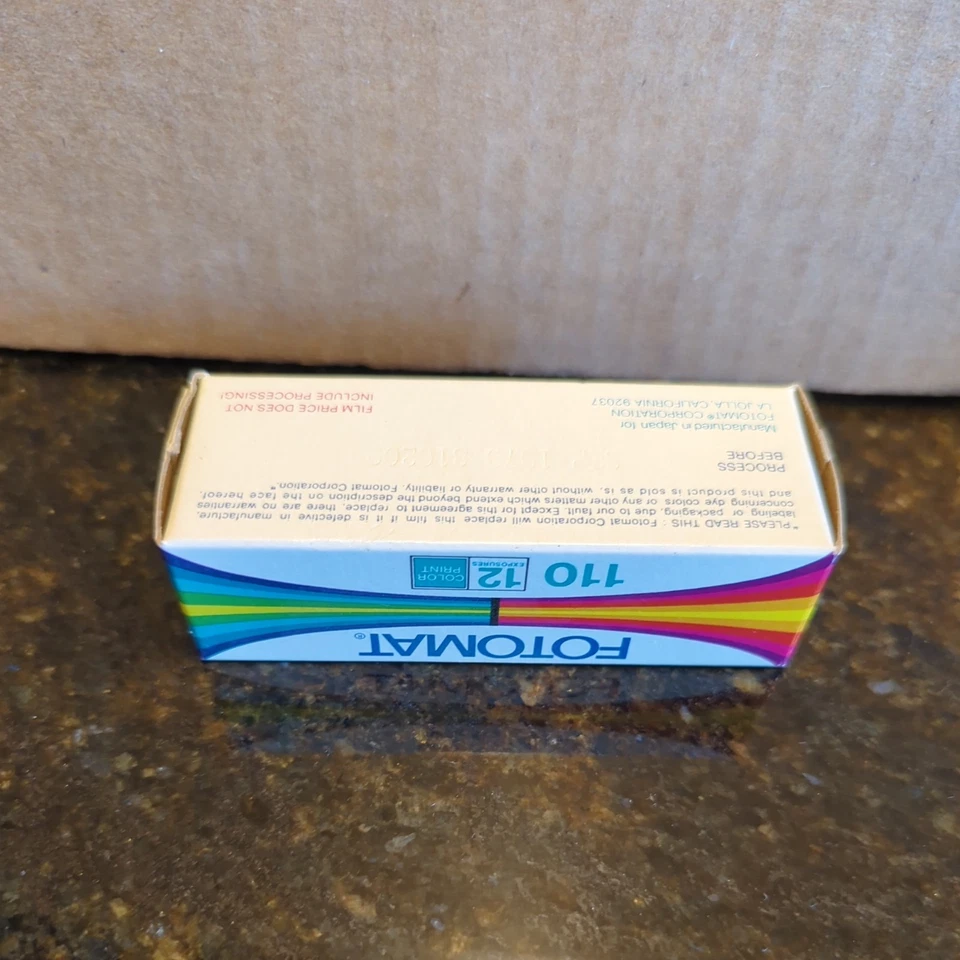 FOTOMAT®
110 12 EXPOSURES COLOR PRINT
*PLEASE READ THIS : Fotomat Corporation will replace this film if it is defective in manufacture,
labeling or packaging, due to our fault. Except for this agreement to replace, there are no warranties
concerning dye colors or any other matters which extend beyond the description on the face hereof,
and this product is sold as is, without other warranty or liability. Fotomat Corporation."
PROCESS
BEFORE
Manufactured in Japan for
FOTOMAT® CORPORATION
LA JOLLA, CALIFORNIA 92037
FILM PRICE DOES NOT
INCLUDE PROCESSING!